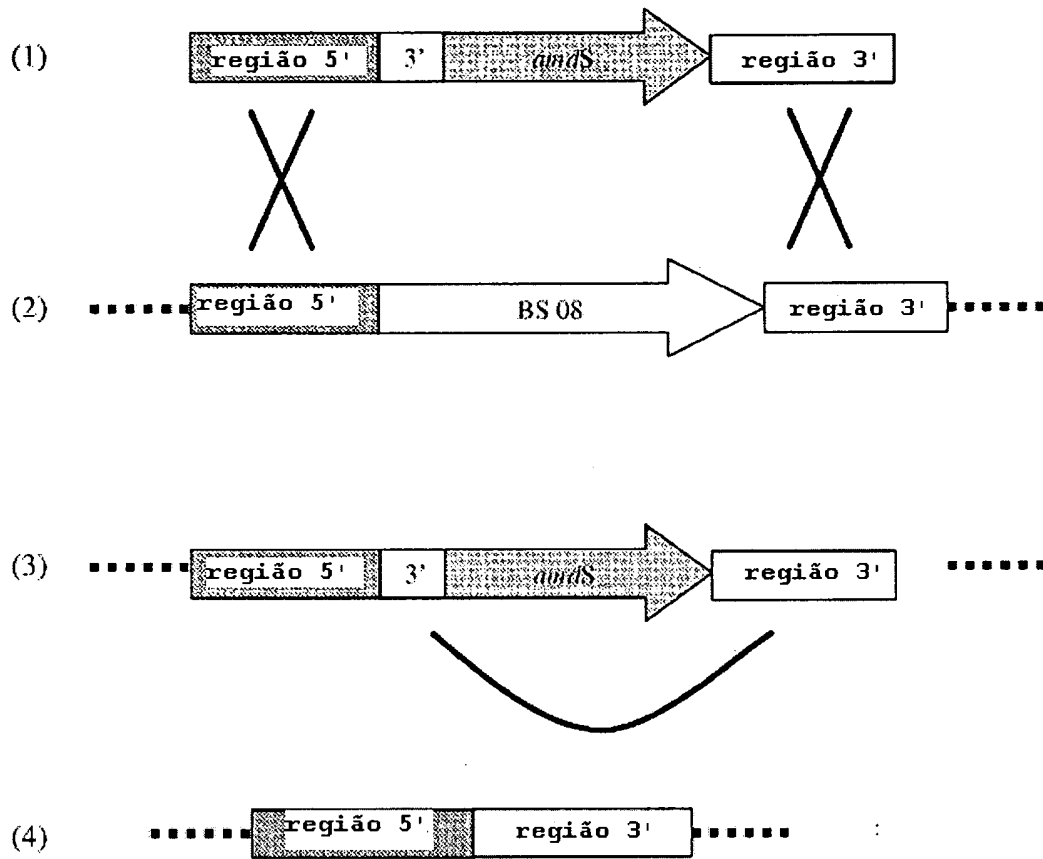 (1) região 5' 3' amdS região 3'
(2) região 5' BS 08 região 3'
(3) região 5' 3' amdS região 3'
(4) região 5' região 3'